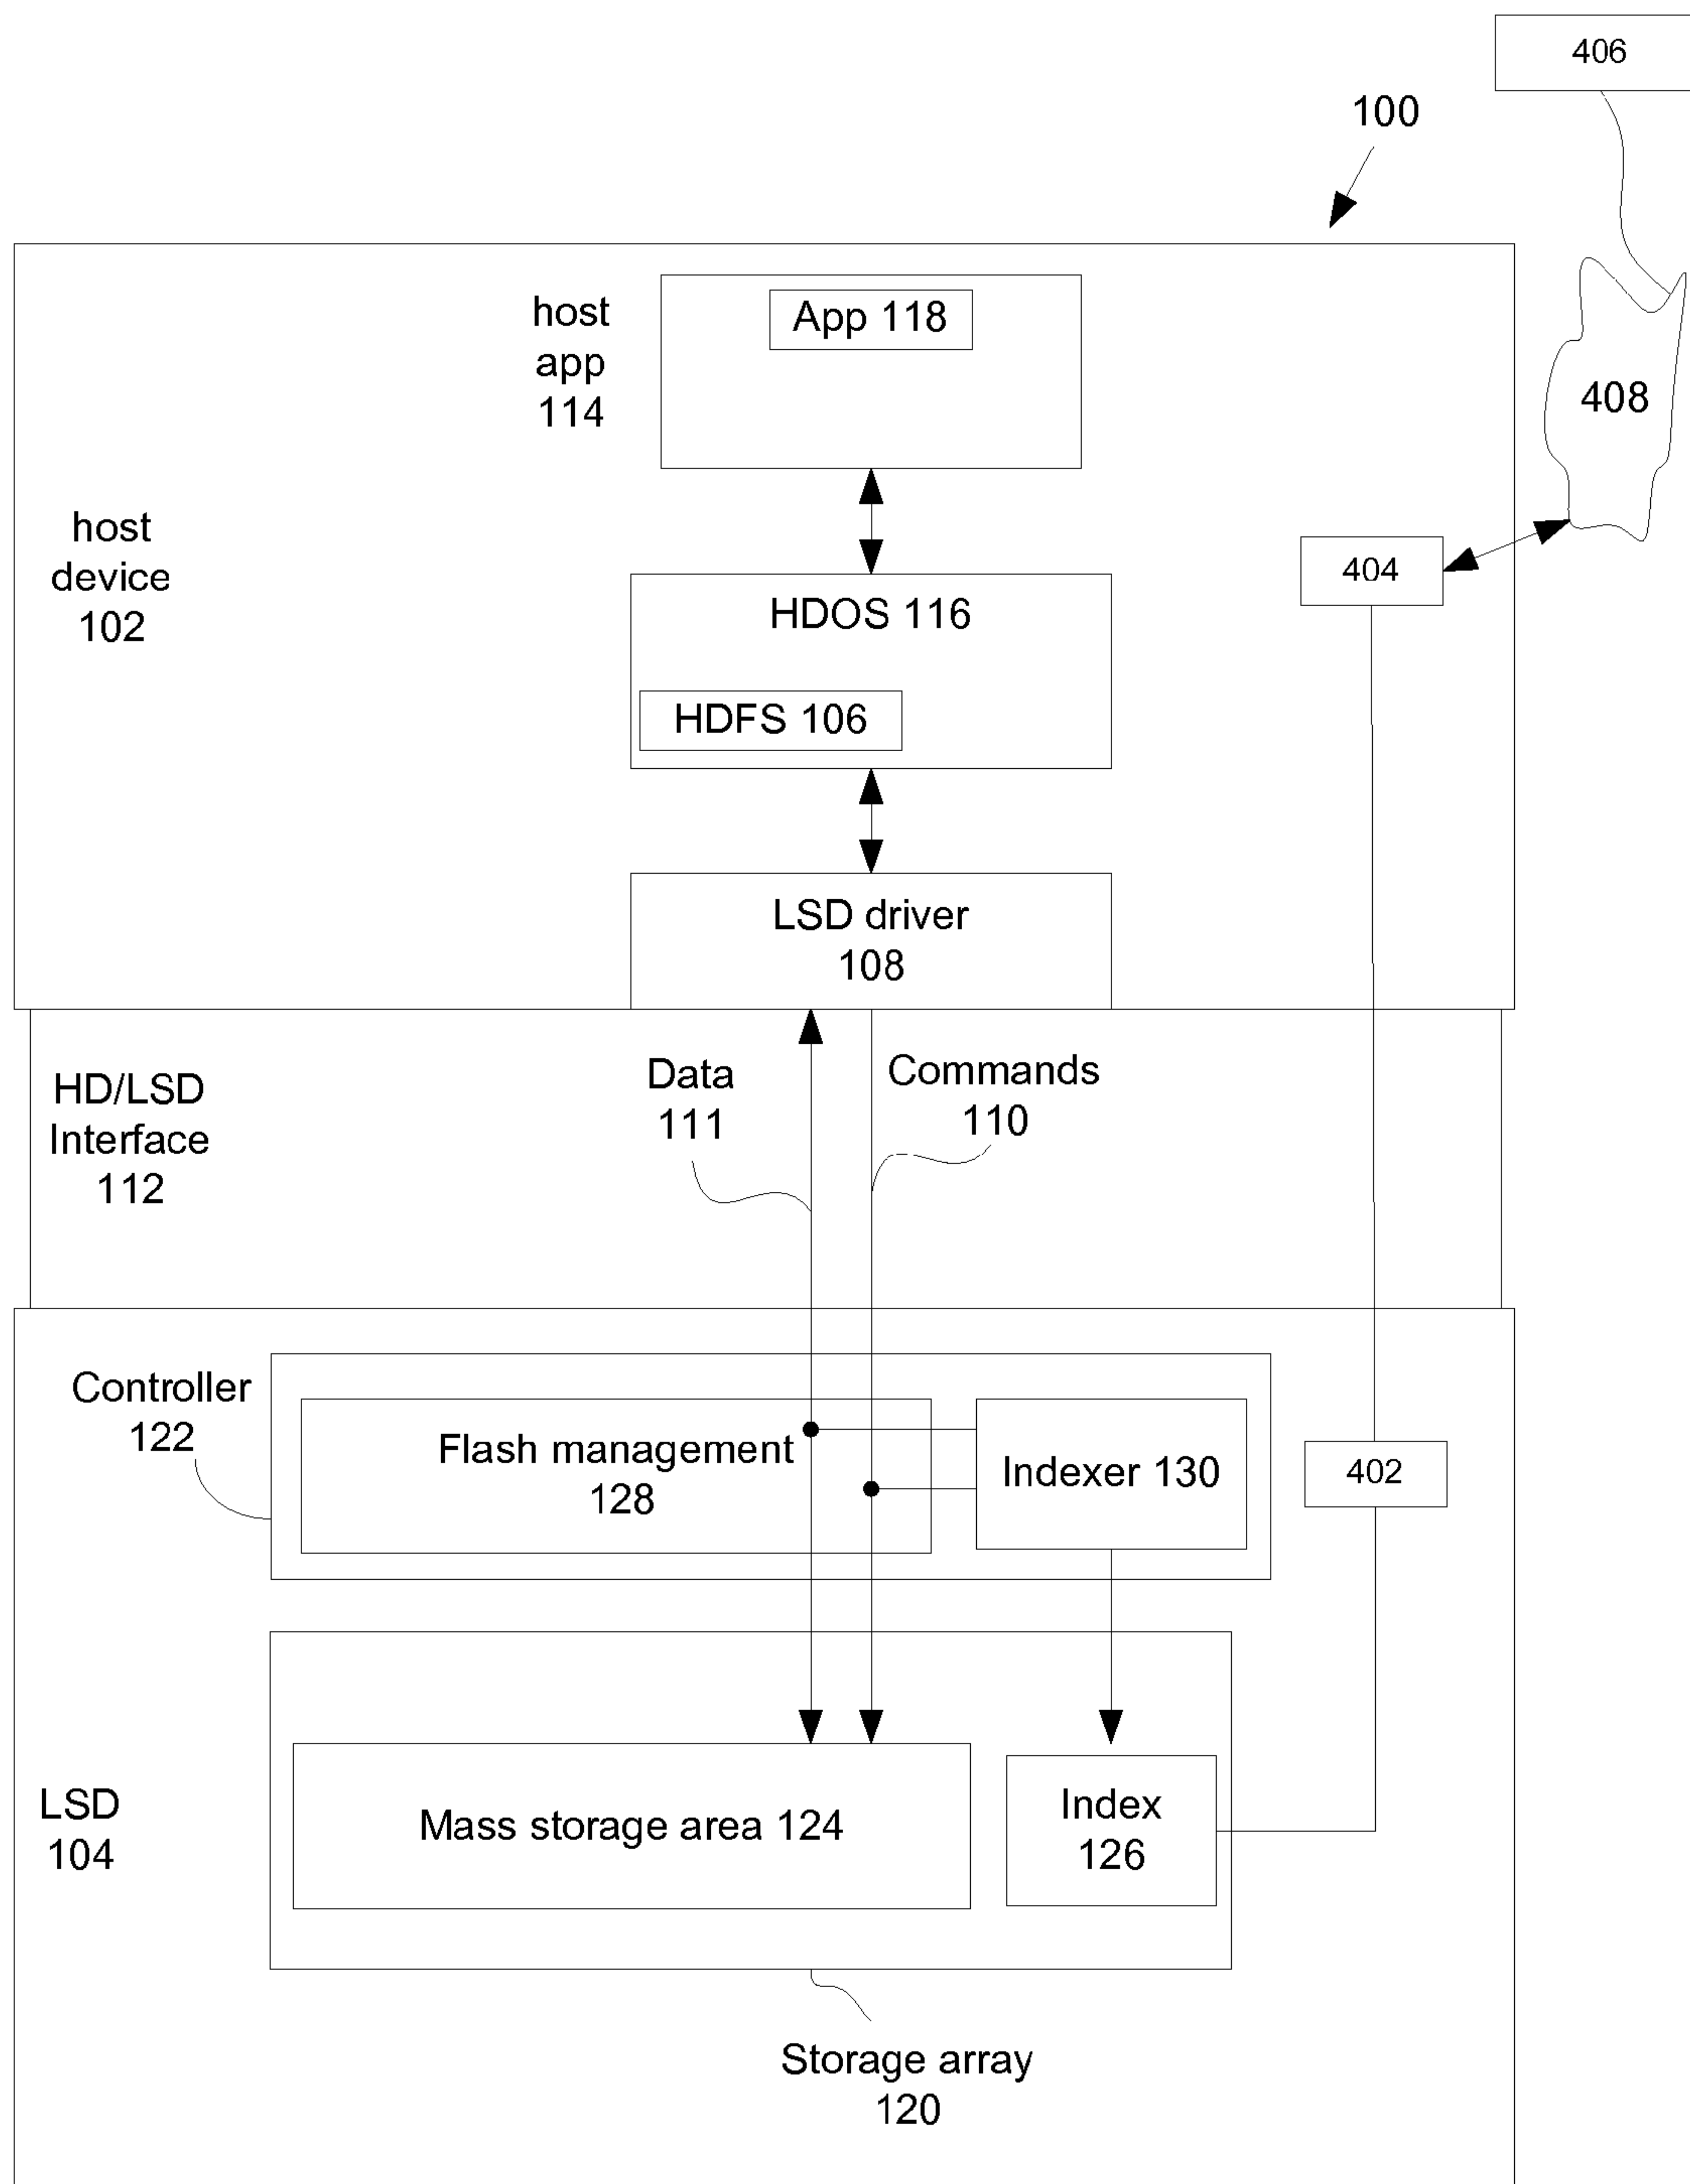 406
100
host
app
114
App 118
408
host
device
102
404
HDOS 116
HDFS 106
LSD driver
108
HD/LSD
Interface
112
Data
111
Commands
110
Controller
122
Flash management
128
Indexer 130
402
LSD
104
Mass storage area 124
Index
126
Storage array
120